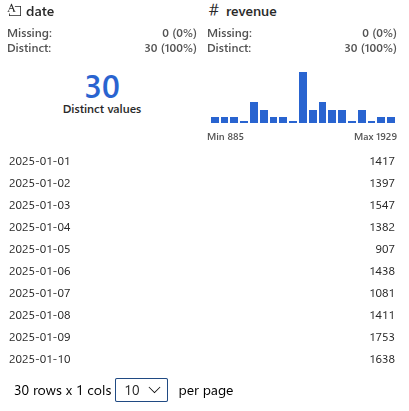 A date
Missing: 0 (0%)
Distinct: 30 (100%)
30
Distinct values
# revenue
Missing: 0 (0%)
Distinct: 30 (100%)
Min 885 Max 1929
2025-01-01 1417
2025-01-02 1397
2025-01-03 1547
2025-01-04 1382
2025-01-05 907
2025-01-06 1438
2025-01-07 1081
2025-01-08 1411
2025-01-09 1753
2025-01-10 1638
30 rows x 1 cols 10 per page